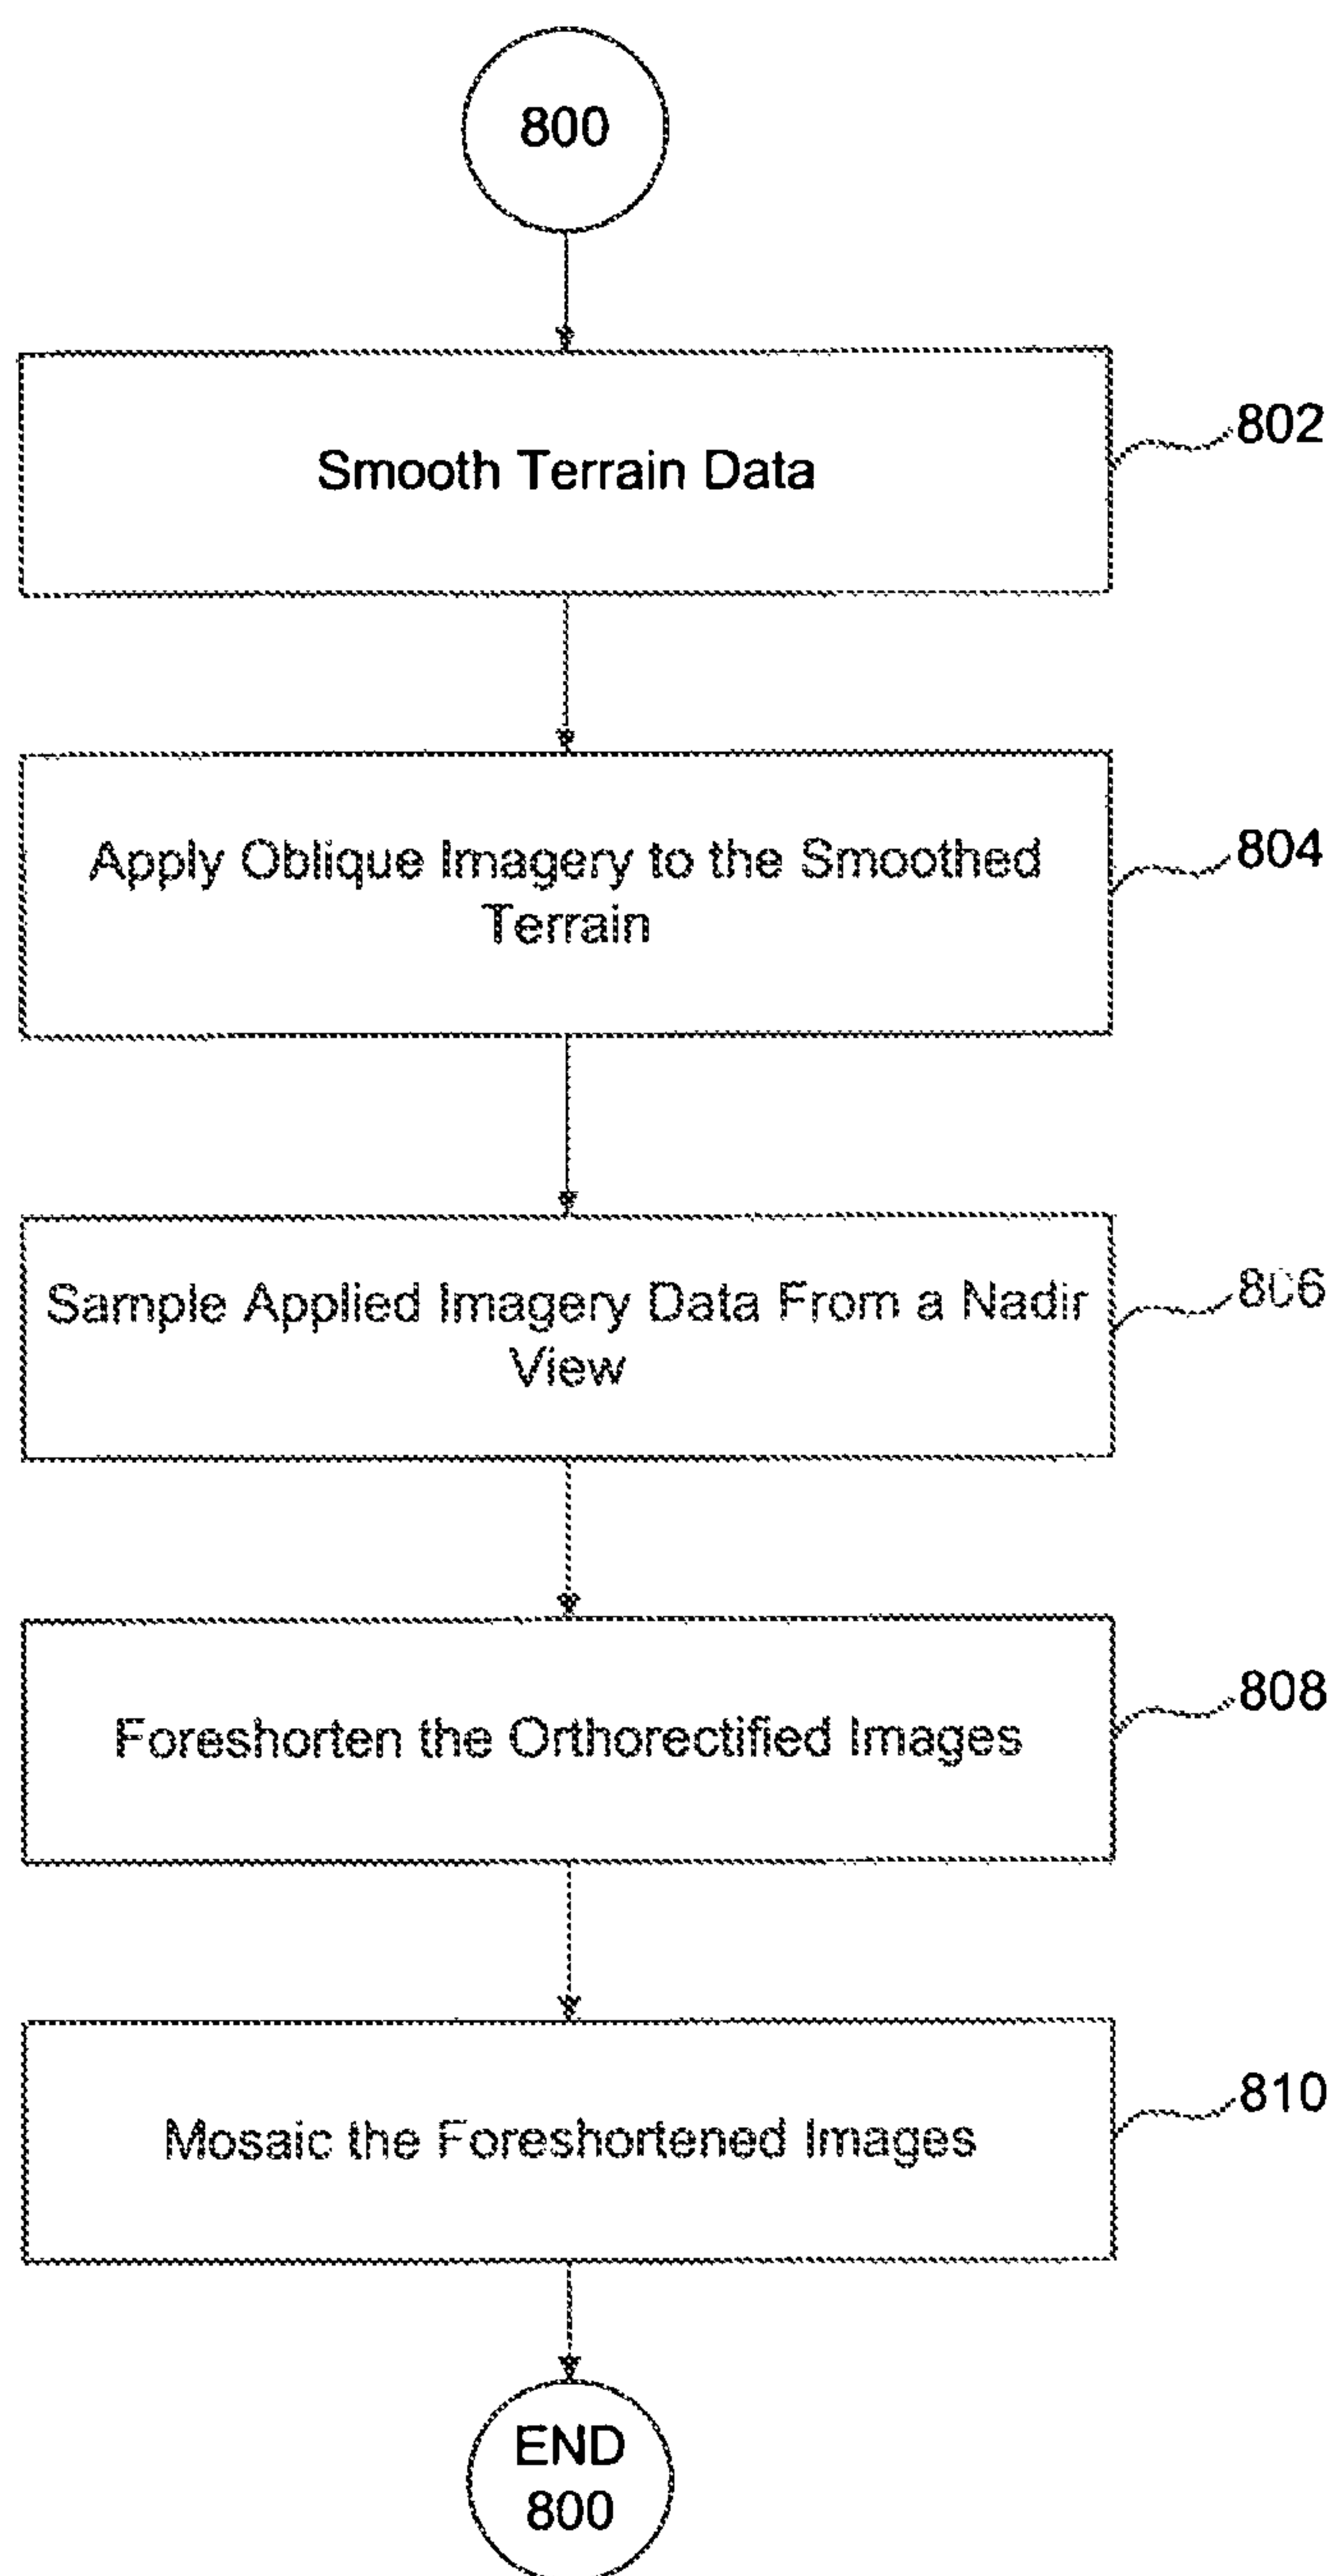 800
Smooth Terrain Data
802
Apply Oblique Imagery to the Smoothed
Terrain
804
Sample Applied Imagery Data From a Nadir
View
806
Foreshorten the Orthorectified Images
808
Mosaic the Foreshortened Images
810
END
800